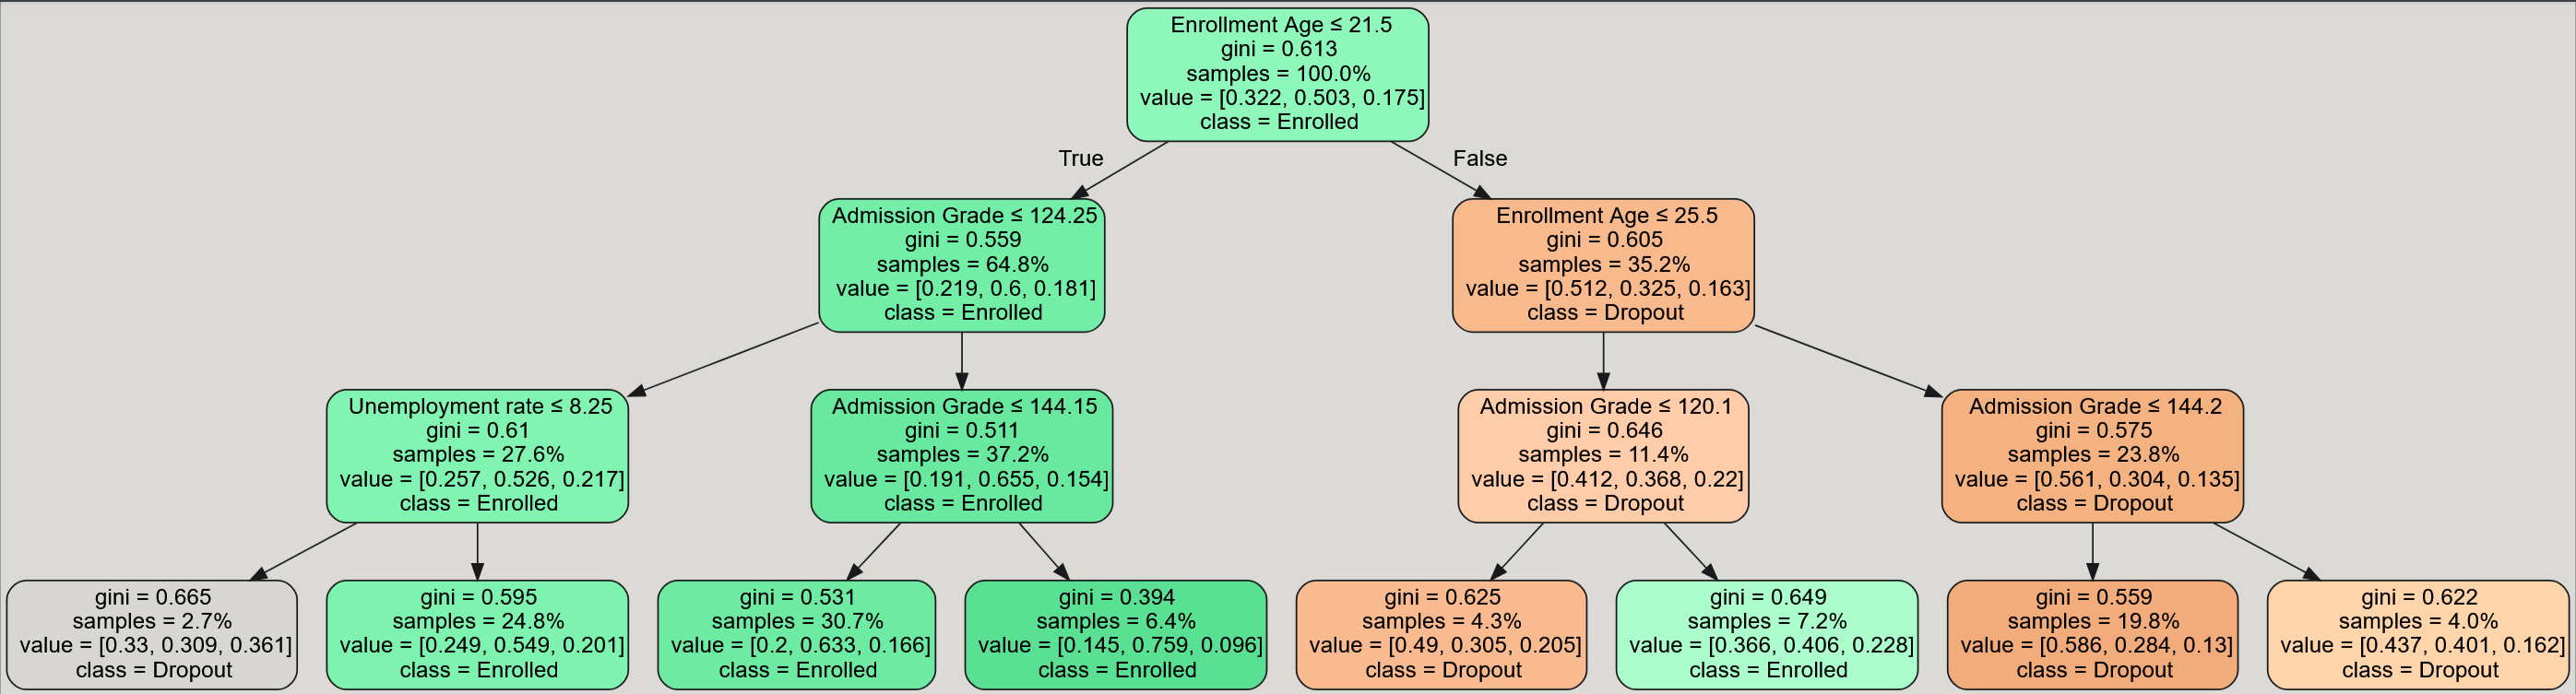 Enrollment Age ≤ 21.5
gini = 0.613
samples = 100.0%
value = [0.322, 0.503, 0.175]
class = Enrolled
True
False
Admission Grade ≤ 124.25
gini = 0.559
samples = 64.8%
value = [0.219, 0.6, 0.181]
class = Enrolled
Enrollment Age ≤ 25.5
gini = 0.605
samples = 35.2%
value = [0.512, 0.325, 0.163]
class = Dropout
Unemployment rate ≤ 8.25
gini = 0.61
samples = 27.6%
value = [0.257, 0.526, 0.217]
class = Enrolled
Admission Grade ≤ 144.15
gini = 0.511
samples = 37.2%
value = [0.191, 0.655, 0.154]
class = Enrolled
Admission Grade ≤ 120.1
gini = 0.646
samples = 11.4%
value = [0.412, 0.368, 0.22]
class = Dropout
Admission Grade ≤ 144.2
gini = 0.575
samples = 23.8%
value = [0.561, 0.304, 0.135]
class = Dropout
gini = 0.665
samples = 2.7%
value = [0.33, 0.309, 0.361]
class = Dropout
gini = 0.595
samples = 24.8%
value = [0.249, 0.549, 0.201]
class = Enrolled
gini = 0.531
samples = 30.7%
value = [0.2, 0.633, 0.166]
class = Enrolled
gini = 0.394
samples = 6.4%
value = [0.145, 0.759, 0.096]
class = Enrolled
gini = 0.625
samples = 4.3%
value = [0.49, 0.305, 0.205]
class = Dropout
gini = 0.649
samples = 7.2%
value = [0.366, 0.406, 0.228]
class = Enrolled
gini = 0.559
samples = 19.8%
value = [0.586, 0.284, 0.13]
class = Dropout
gini = 0.622
samples = 4.0%
value = [0.437, 0.401, 0.162]
class = Dropout